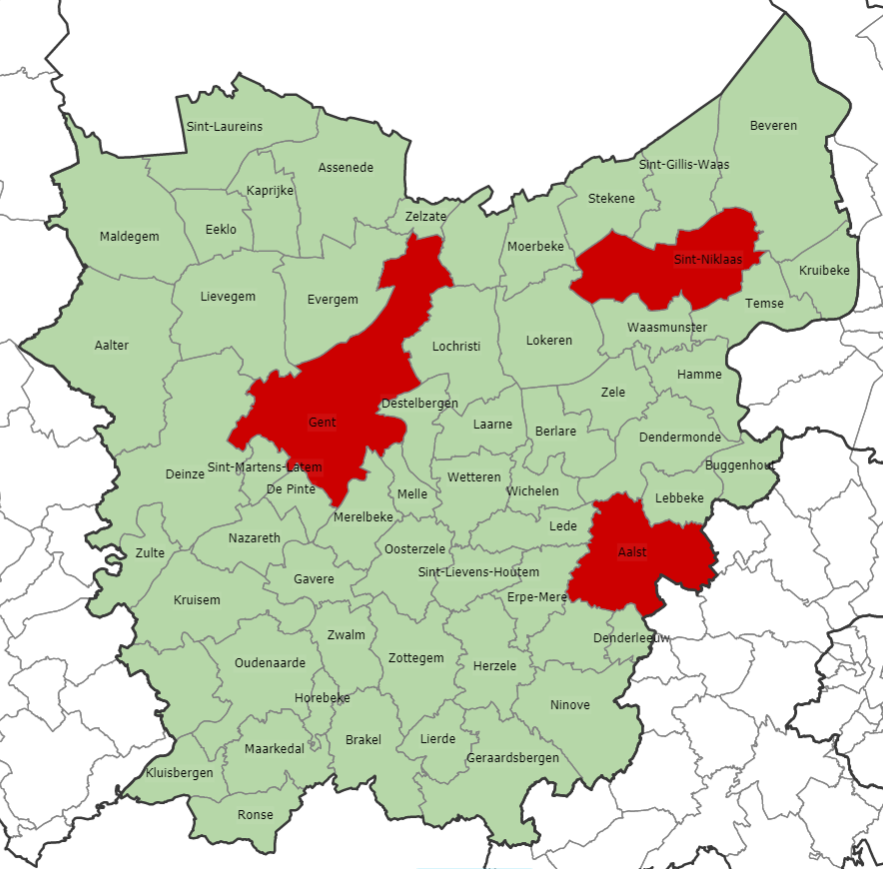 Beveren
Sint-Laureins
Sint-Gillis-Waas
Assenede
Kaprijke
Stekene
Zelzate
Eeklo
Maldegem
Moerbeke
Sint-Niklaas
Kruibeke
Lievegem
Evergem
Temse
Waasmunster
Lokeren
Aalter
Lochristi
Hamme
Zele
Destelbergen
Gent
Laarne
Berlare
Dendermonde
Buggenhout
Sint-Martens-Latem
Deinze
Wetteren
De Pinte
Wichelen
Melle
Lebbeke
Merelbeke
Lede
Nazareth
Oosterzele
Zulte
Aalst
Sint-Lievens-Houtem
Gavere
Erpe-Mere
Kruisem
Zwalm
Denderleeuw
Zottegem
Oudenaarde
Herzele
Horebeke
Ninove
Brakel
Lierde
Maarkedal
Geraardsbergen
Kluisbergen
Ronse